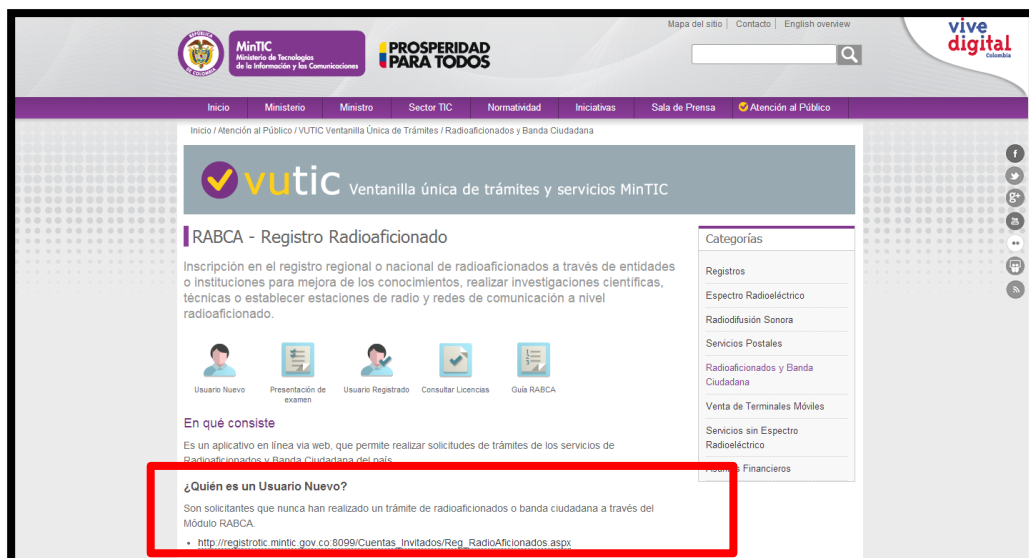 Mapa del sitio | Contacto | English overview
MinTIC
Ministerio de Tecnologías
de la Información y las Comunicaciones
PROSPERIDAD
PARA TODOS
vive
digital
Colombia
REPÚBLICA
DE COLOMBIA
Inicio Ministerio Ministro Sector TIC Normatividad Iniciativas Sala de Prensa Atención al Público
Inicio / Atención al Público / VUTIC Ventanilla Única de Trámites / Radioaficionados y Banda Ciudadana
vutic Ventanilla única de trámites y servicios MinTIC
RABCA - Registro Radioaficionado
Inscripción en el registro regional o nacional de radioaficionados a través de entidades
o instituciones para mejora de los conocimientos, realizar investigaciones científicas,
técnicas o establecer estaciones de radio y redes de comunicación a nivel
radioaficionado.
Usuario Nuevo
Presentación de
examen
Usuario Registrado
Consultar Licencias
Guía RABCA
En qué consiste
Es un aplicativo en línea via web, que permite realizar solicitudes de trámites de los servicios de
Radioaficionados y Banda Ciudadana del país
¿Quién es un Usuario Nuevo?
Son solicitantes que nunca han realizado un trámite de radioaficionados o banda ciudadana a través del
Módulo RABCA.
http://registrotic.mintic.gov.co:8099/Cuentas_Invitados/Reg_RadioAficionados.aspx
Categorías
Registros
Espectro Radioeléctrico
Radiodifusión Sonora
Servicios Postales
Radioaficionados y Banda
Ciudadana
Venta de Terminales Móviles
Servicios sin Espectro
Radioeléctrico
Asuntos Financieros